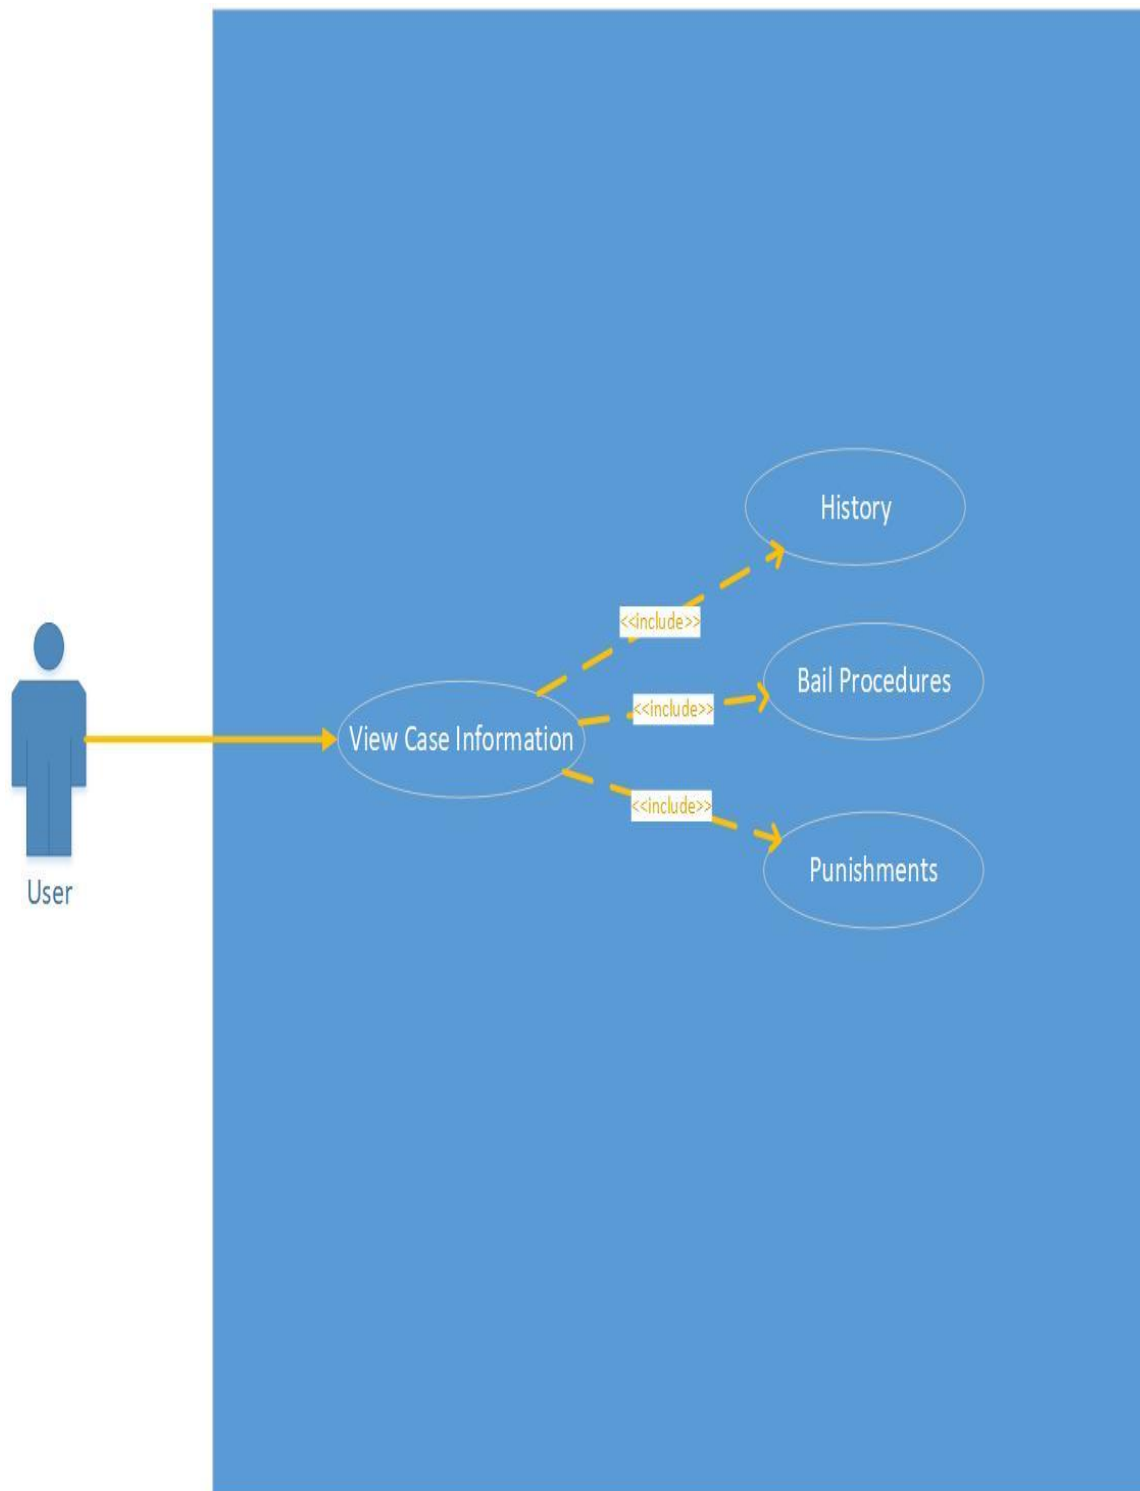 History
<<include>>
Bail Procedures
<<include>>
View Case Information
<<include>>
Punishments
User